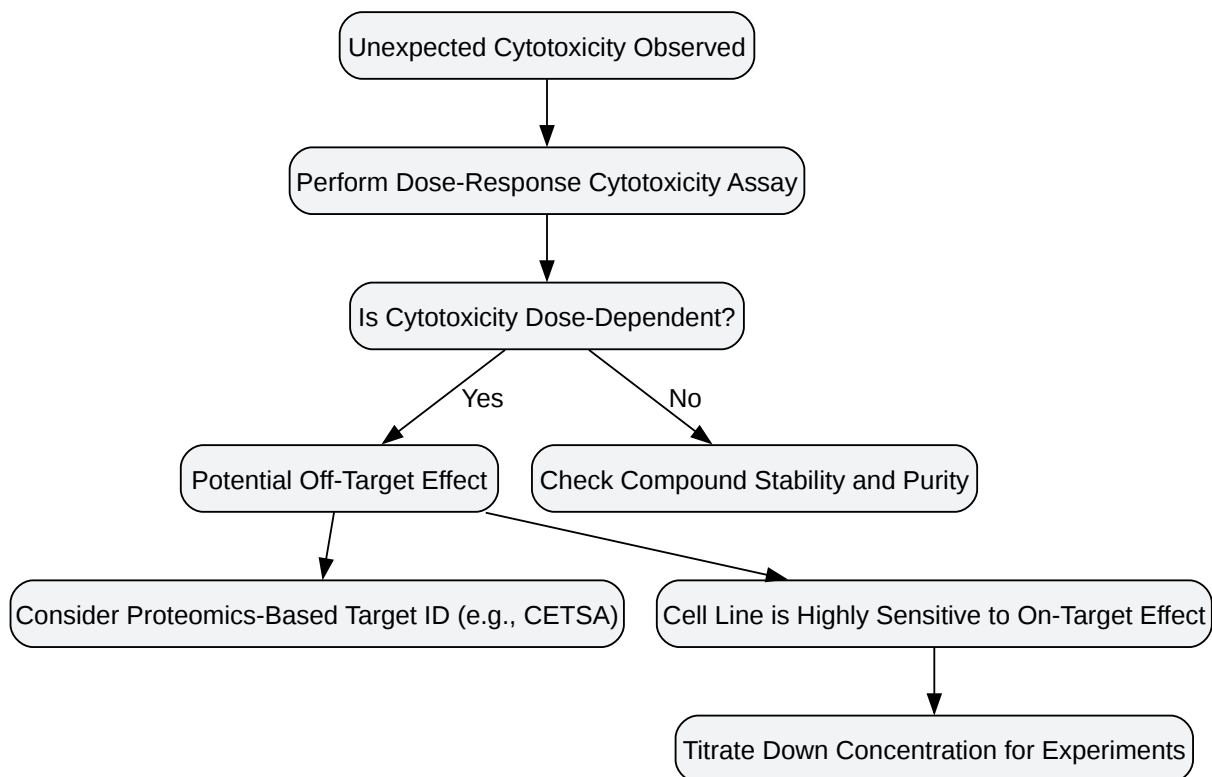 Unexpected Cytotoxicity Observed
Perform Dose-Response Cytotoxicity Assay
Is Cytotoxicity Dose-Dependent?
Yes
No
Potential Off-Target Effect
Check Compound Stability and Purity
Consider Proteomics-Based Target ID (e.g., CETSA)
Cell Line is Highly Sensitive to On-Target Effect
Titrate Down Concentration for Experiments